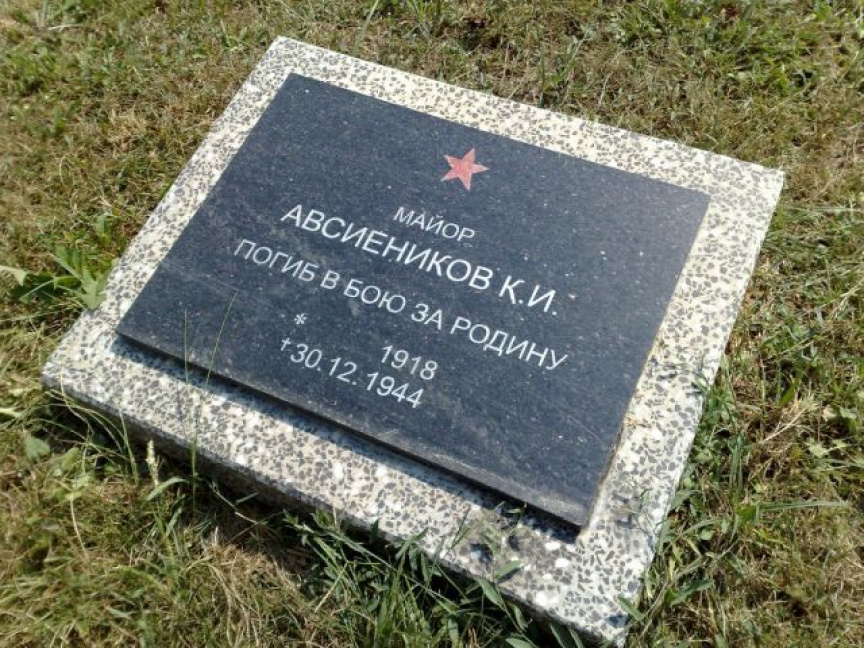 МАЙОР
АВСИЕНИКОВ К.И.
ПОГИБ В БОЮ ЗА РОДИНУ
* 1918
† 30.12.1944